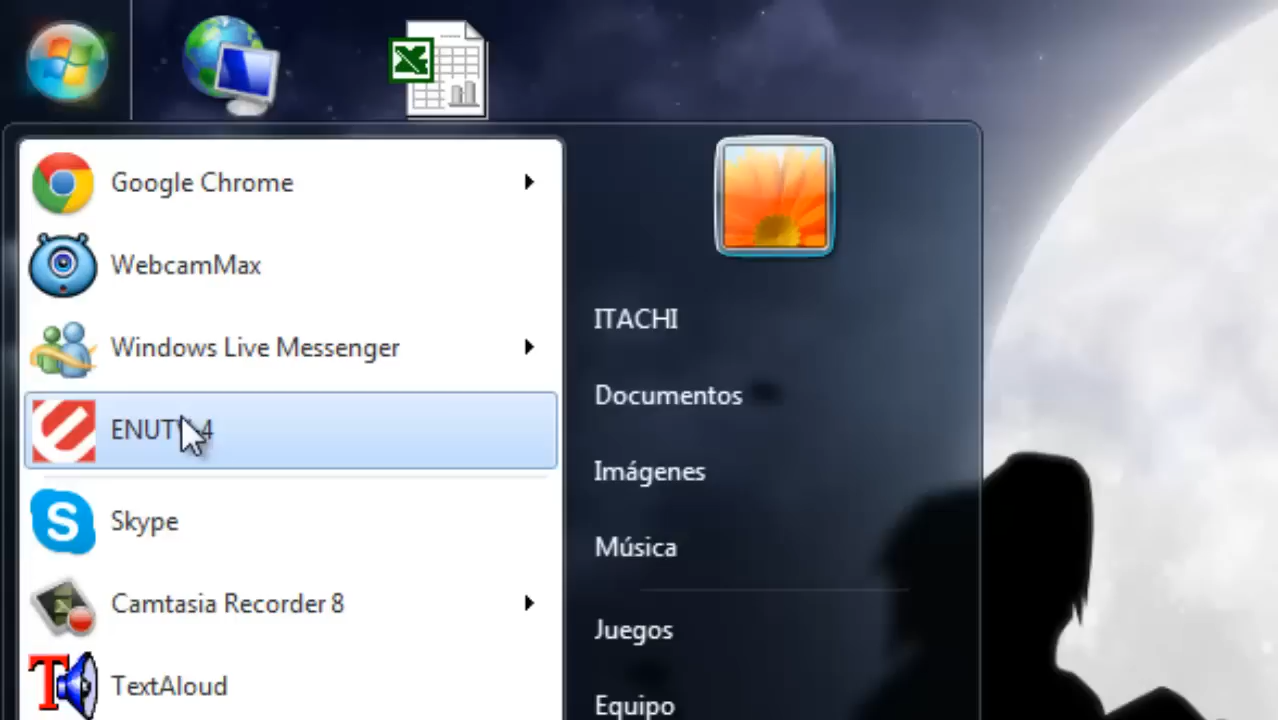 Google Chrome
WebcamMax
Windows Live Messenger
Skype
Camtasia Recorder 8
TextAloud
ITACHI
Documentos
Imágenes
Música
Juegos
Equipo